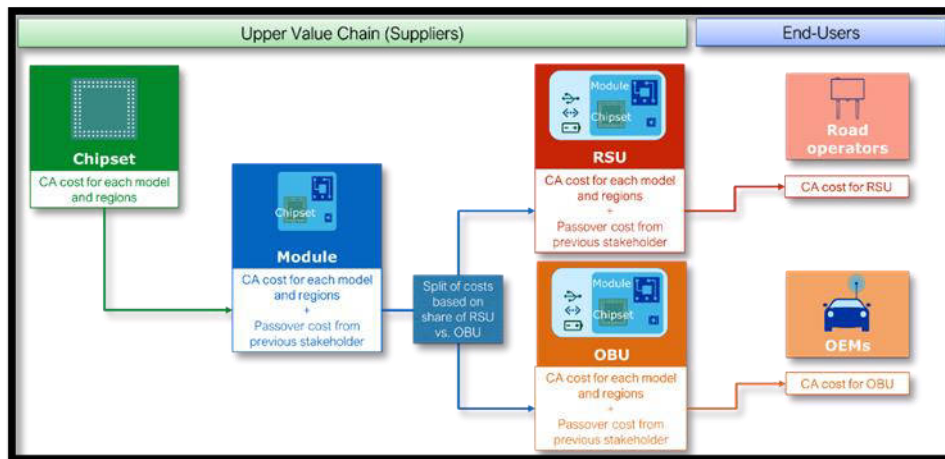 Upper Value Chain (Suppliers)
End-Users
Chipset
CA cost for each model
and regions
Chipset
Module
CA cost for each model
and regions
+
Passover cost from
previous stakeholder
Split of costs
based on
share of RSU
vs. OBU
Module
Chipset
RSU
CA cost for each model
and regions
+
Passover cost from
previous stakeholder
Road
operators
CA cost for RSU
Module
Chipset
OBU
CA cost for each model
and regions
+
Passover cost from
previous stakeholder
OEMs
CA cost for OBU